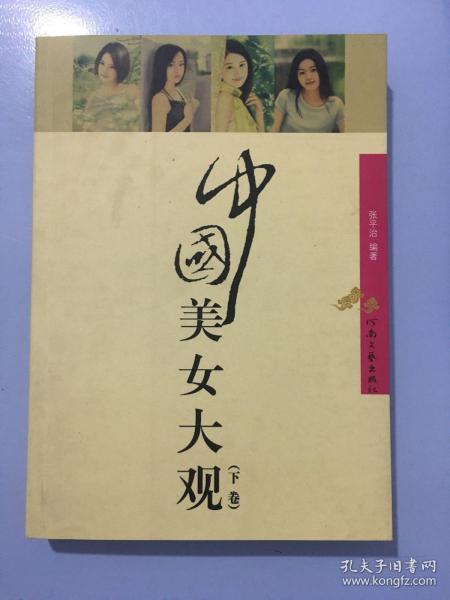 中國美女大观
（下卷）
张平治 编著
河南文艺出版社
孔夫子旧书网
www.kongfz.com